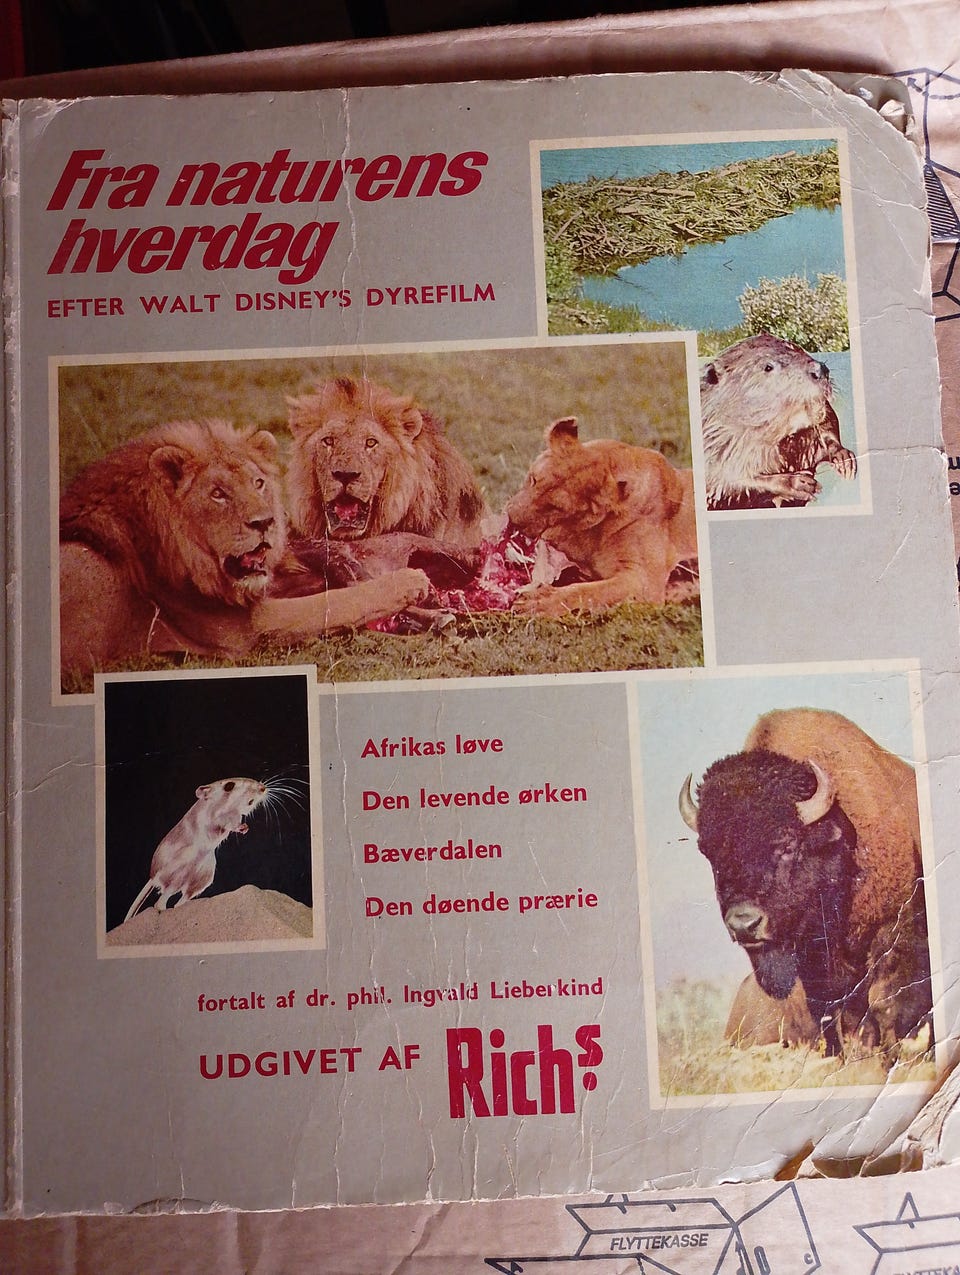 Fra naturens
hverdag
EFTER WALT DISNEY'S DYREFILM
Afrikas løve
Den levende ørken
Bæverdalen
Den døende prærie
fortalt af dr. phil. Ingvald Lieberkind
UDGIVET AF Richs
FLYTTEKASSE